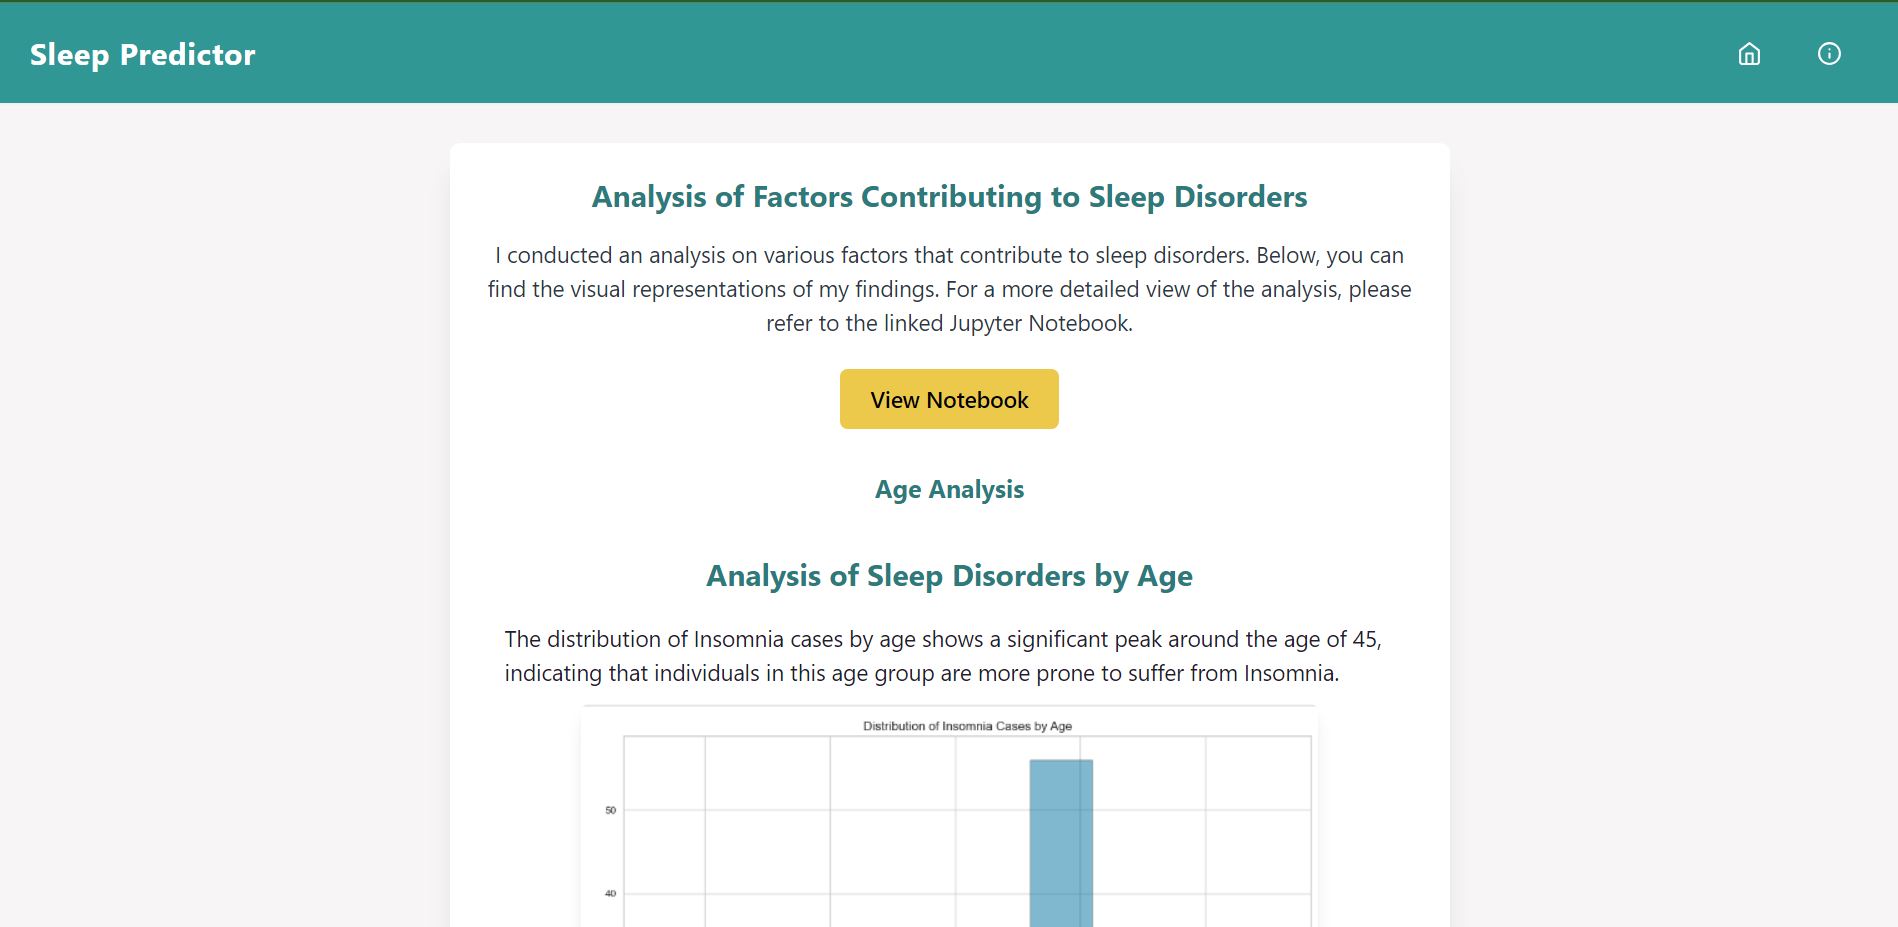 Sleep Predictor
Analysis of Factors Contributing to Sleep Disorders
I conducted an analysis on various factors that contribute to sleep disorders. Below, you can
find the visual representations of my findings. For a more detailed view of the analysis, please
refer to the linked Jupyter Notebook.
View Notebook
Age Analysis
Analysis of Sleep Disorders by Age
The distribution of Insomnia cases by age shows a significant peak around the age of 45,
indicating that individuals in this age group are more prone to suffer from Insomnia.
Distribution of Insomnia Cases by Age
50
40